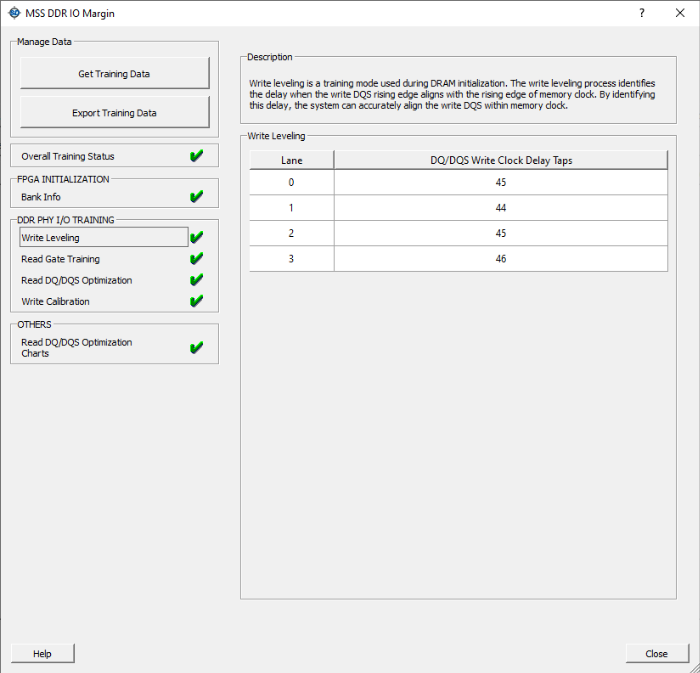 MSS DDR IO Margin
Manage Data
Get Training Data
Export Training Data
Overall Training Status
FPGA INITIALIZATION
Bank Info
DDR PHY I/O TRAINING
Write Leveling
Read Gate Training
Read DQ/DQS Optimization
Write Calibration
OTHERS
Read DQ/DQS Optimization
Charts
Description
Write leveling is a training mode used during DRAM initialization. The write leveling process identifies
the delay when the write DQS rising edge aligns with the rising edge of memory clock. By identifying
this delay, the system can accurately align the write DQS within memory clock.
Write Leveling
Lane DQ/DQS Write Clock Delay Taps
0 45
1 44
2 45
3 46
Help
Close